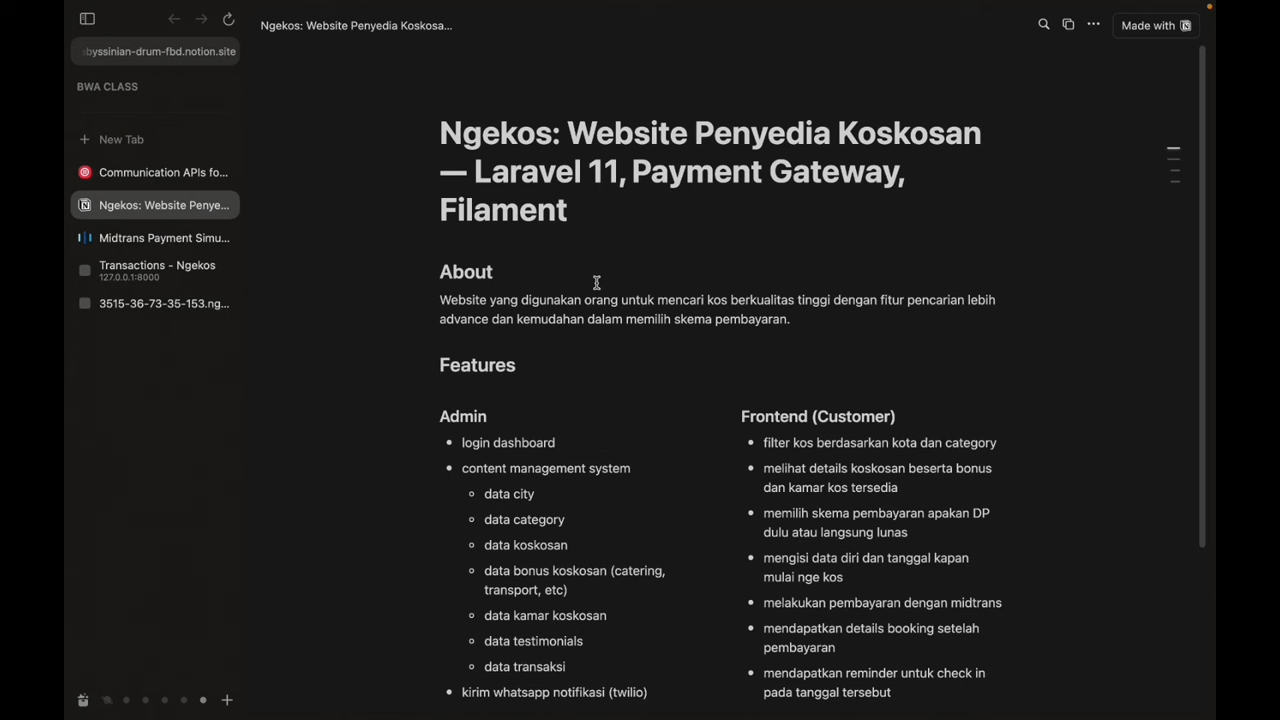 Ngekos: Website Penyedia Koskosa...
Made with
byssinian-drum-fbd.notion.site
BWA CLASS
New Tab
Communication APIs fo...
Ngekos: Website Penye...
Midtrans Payment Simu...
Transactions - Ngekos
127.0.0.1:8000
3515-36-73-35-153.ng...
Ngekos: Website Penyedia Koskosan
— Laravel 11, Payment Gateway,
Filament
About
Website yang digunakan orang untuk mencari kos berkualitas tinggi dengan fitur pencarian lebih
advance dan kemudahan dalam memilih skema pembayaran.
Features
Admin
login dashboard
content management system
data city
data category
data koskosan
data bonus koskosan (catering,
transport, etc)
data kamar koskosan
data testimonials
data transaksi
kirim whatsapp notifikasi (twilio)
Frontend (Customer)
filter kos berdasarkan kota dan category
melihat details koskosan beserta bonus
dan kamar kos tersedia
memilih skema pembayaran apakan DP
dulu atau langsung lunas
mengisi data diri dan tanggal kapan
mulai nge kos
melakukan pembayaran dengan midtrans
mendapatkan details booking setelah
pembayaran
mendapatkan reminder untuk check in
pada tanggal tersebut